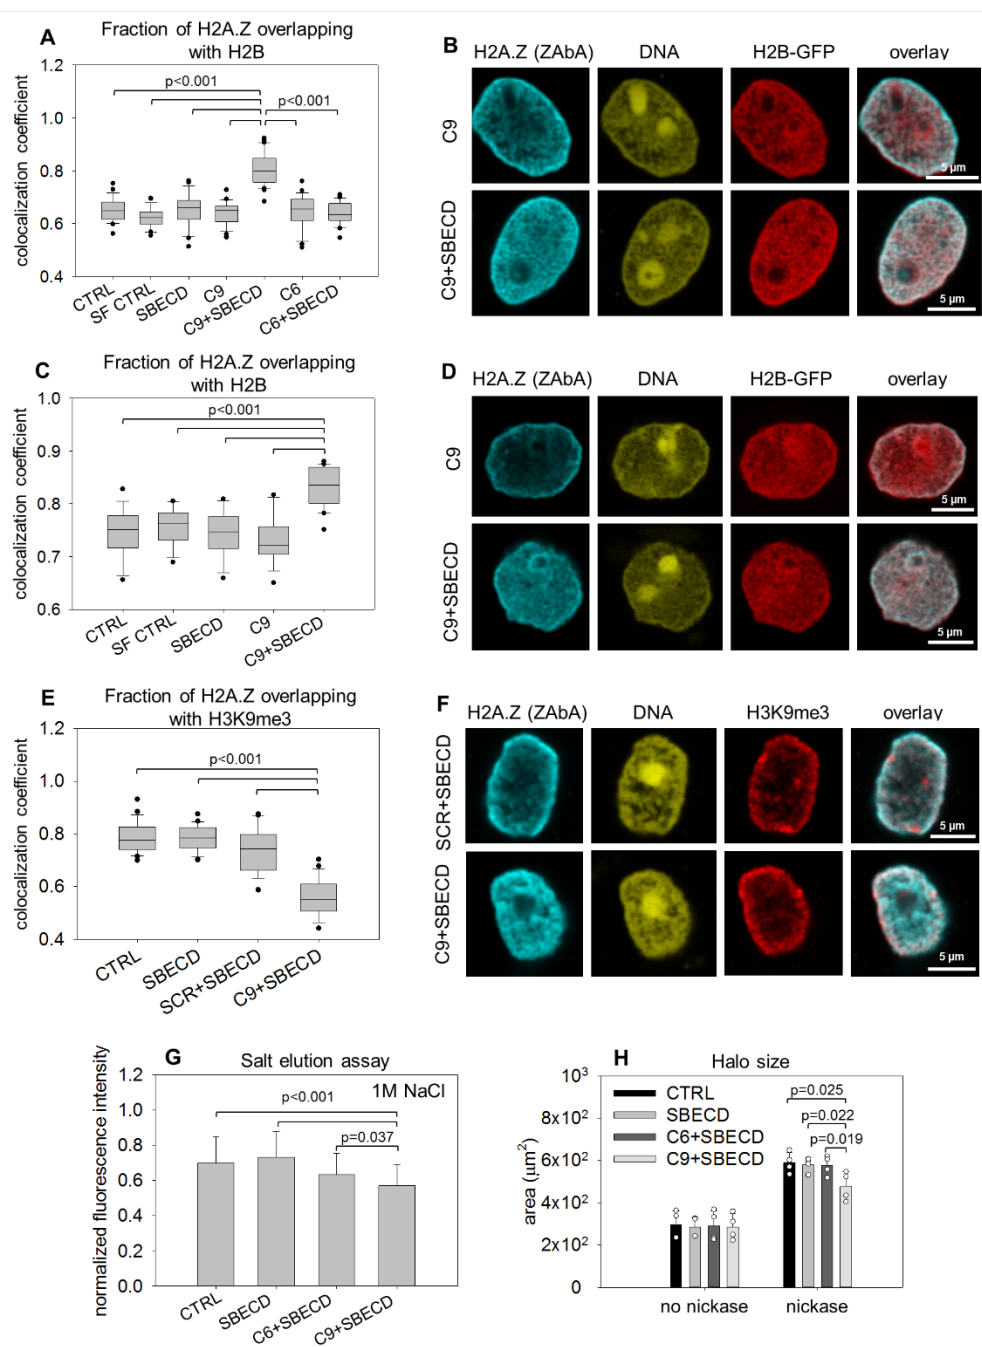 A
Fraction of H2A.Z overlapping
with H2B
colocalization coefficient
1.2
1.0
0.8
0.6
0.4
p<0.001
p<0.001
CTRL
SF CTRL
SBECD
C9
C9+SBECD
C6
C6+SBECD
B
H2A.Z (ZAbA)
DNA
H2B-GFP
overlay
C9
5 µm
C9+SBECD
5 µm
C
Fraction of H2A.Z overlapping
with H2B
colocalization coefficient
1.0
0.9
0.8
0.7
0.6
p<0.001
CTRL
SF CTRL
SBECD
C9
C9+SBECD
D
H2A.Z (ZAbA)
DNA
H2B-GFP
overlay
C9
5 µm
C9+SBECD
5 µm
E
Fraction of H2A.Z overlapping
with H3K9me3
colocalization coefficient
1.2
1.0
0.8
0.6
0.4
p<0.001
CTRL
SBECD
SCR+SBECD
C9+SBECD
F
H2A.Z (ZAbA)
DNA
H3K9me3
overlay
SCR+SBECD
5 µm
C9+SBECD
5 µm
G
Salt elution assay
normalized fluorescence intensity
1.2
1.0
0.8
0.6
0.4
0.2
0.0
1M NaCl
p<0.001
p=0.037
CTRL
SBECD
C6+SBECD
C9+SBECD
H
Halo size
area (µm²)
10³
8x10²
6x10²
4x10²
2x10²
0
CTRL
SBECD
C6+SBECD
C9+SBECD
p=0.025
p=0.022
p=0.019
no nickase
nickase